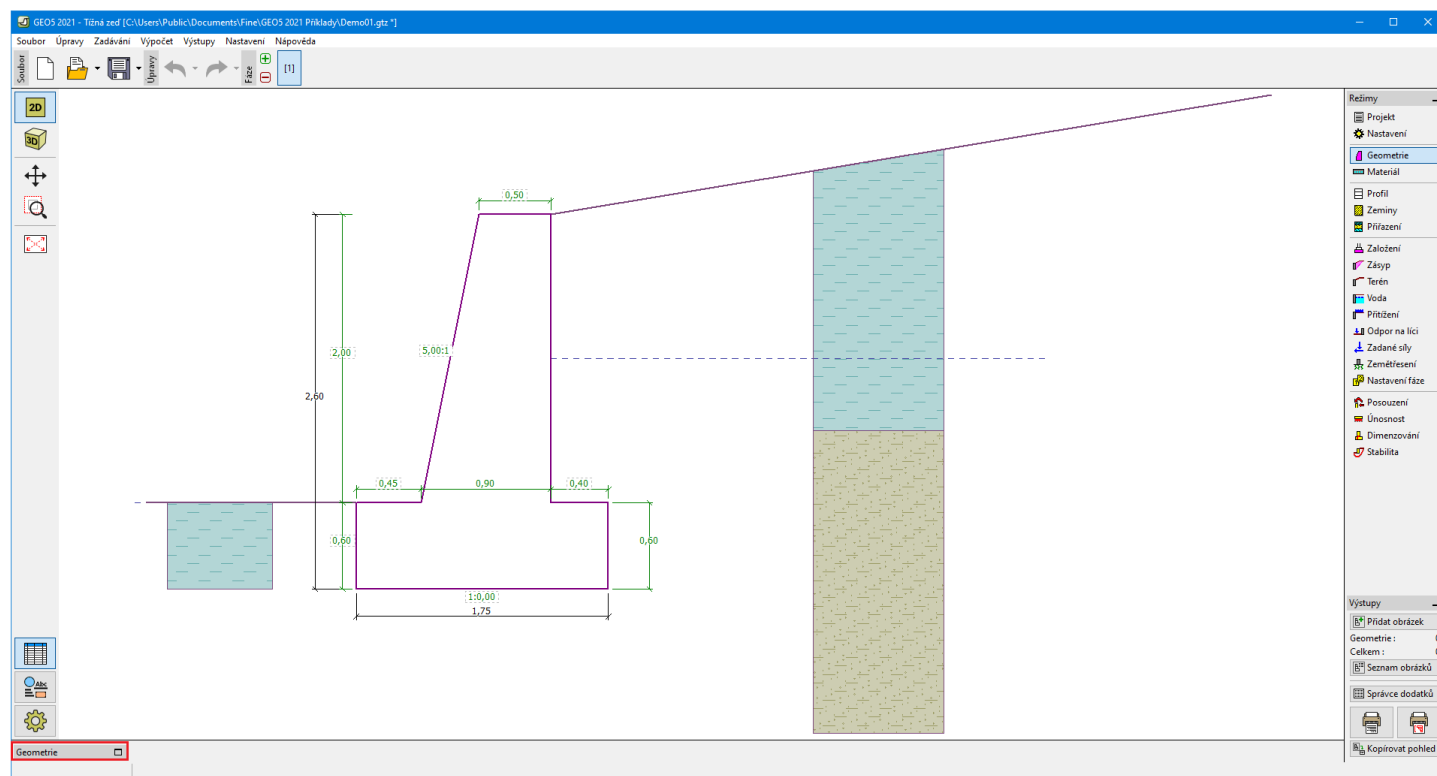 GEO5 2021 - Tížná zeď [C:\Users\Public\Documents\Fine\GEO5 2021 Příklady\Demo01.gtz *]
Soubor Úpravy Zadávání Výpočet Výstupy Nastavení Nápověda
Soubor
Úpravy
Fáze
[1]
2D
3D
0,50
2,00
5,00:1
2,60
0,45
0,90
0,40
0,60
0,60
1:0,00
1,75
Režimy
Projekt
Nastavení
Geometrie
Materiál
Profil
Zeminy
Přiřazení
Založení
Zásyp
Terén
Voda
Přitížení
Odpor na líci
Zadané síly
Zemětřesení
Nastavení fáze
Posouzení
Únosnost
Dimenzování
Stabilita
Výstupy
Přidat obrázek
Geometrie :
Celkem :
Seznam obrázků
Správce dodatků
Kopírovat pohled
Abc
Geometrie